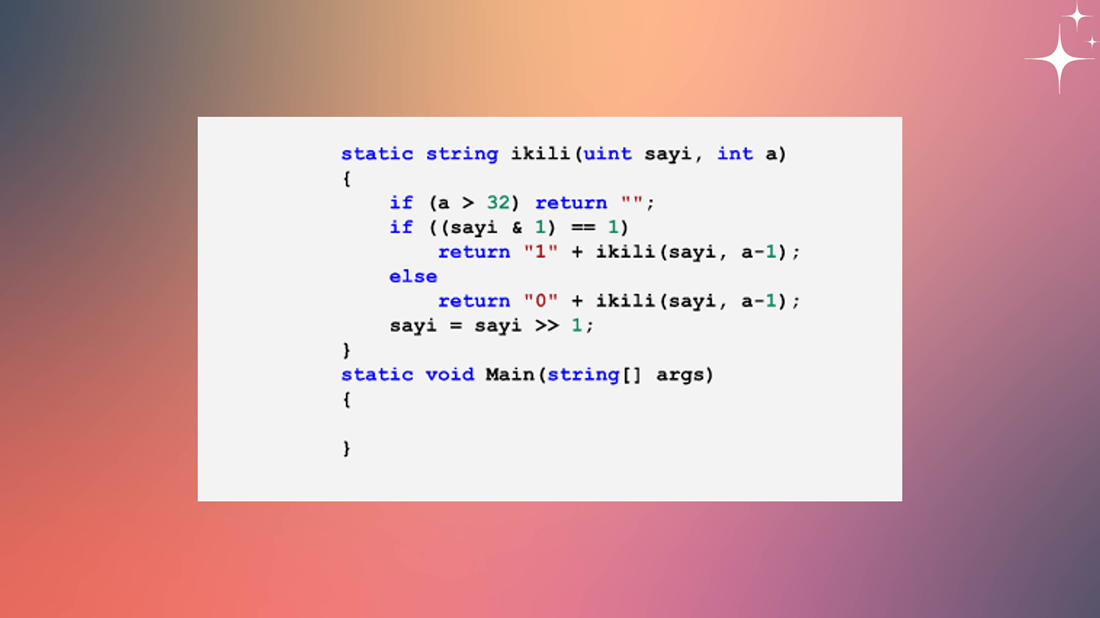 static string ikili(uint sayi, int a)
{
if (a > 32) return "";
if ((sayi & 1) == 1)
return "1" + ikili(sayi, a-1);
else
return "0" + ikili(sayi, a-1);
sayi = sayi >> 1;
}
static void Main(string[] args)
{
}